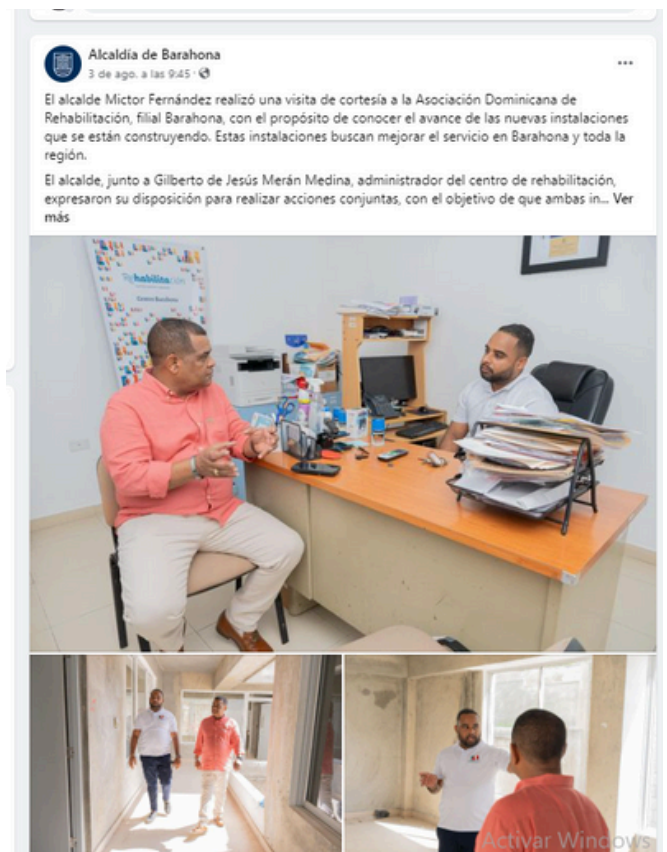 Alcaldía de Barahona
3 de ago. a las 9:45 ·
El alcalde Mictor Fernández realizó una visita de cortesía a la Asociación Dominicana de
Rehabilitación, filial Barahona, con el propósito de conocer el avance de las nuevas instalaciones
que se están construyendo. Estas instalaciones buscan mejorar el servicio en Barahona y toda la
región.
El alcalde, junto a Gilberto de Jesús Merán Medina, administrador del centro de rehabilitación,
expresaron su disposición para realizar acciones conjuntas, con el objetivo de que ambas in... Ver
más
Rehabilitación
Centro Barahona
Activar Windows